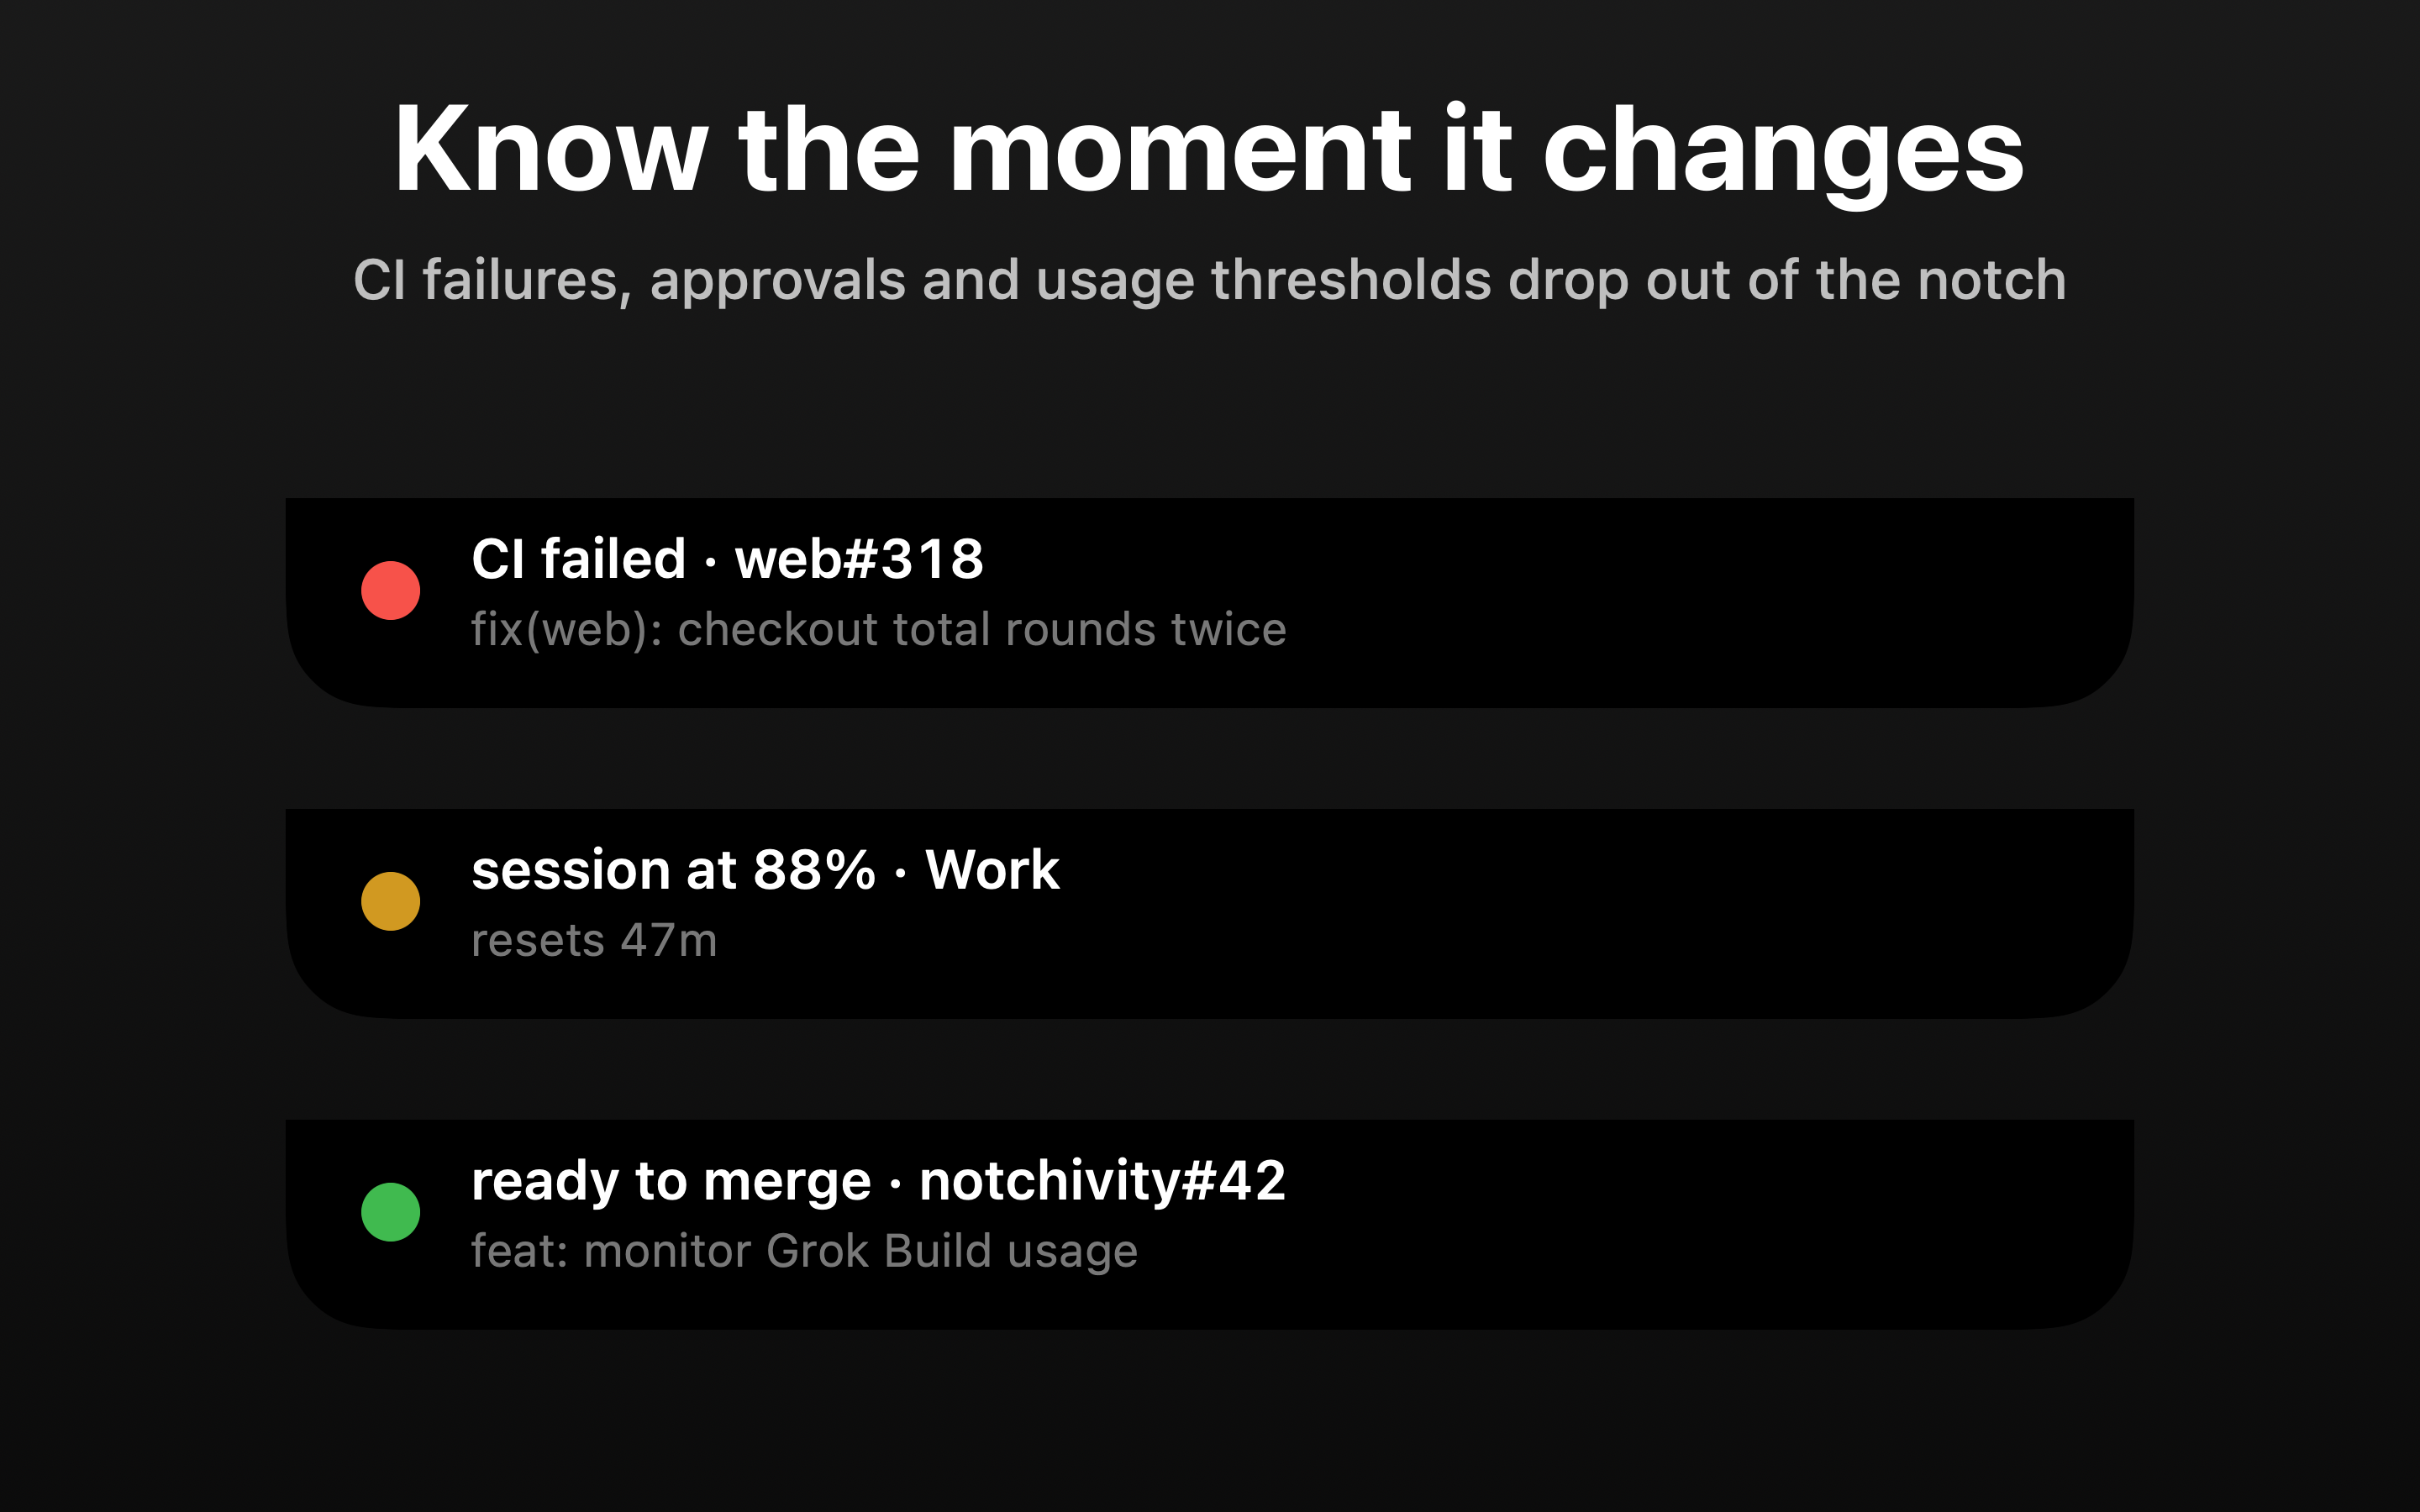 Know the moment it changes
CI failures, approvals and usage thresholds drop out of the notch
CI failed · web#318
fix(web): checkout total rounds twice
session at 88% · Work
resets 47m
ready to merge · notchivity#42
feat: monitor Grok Build usage